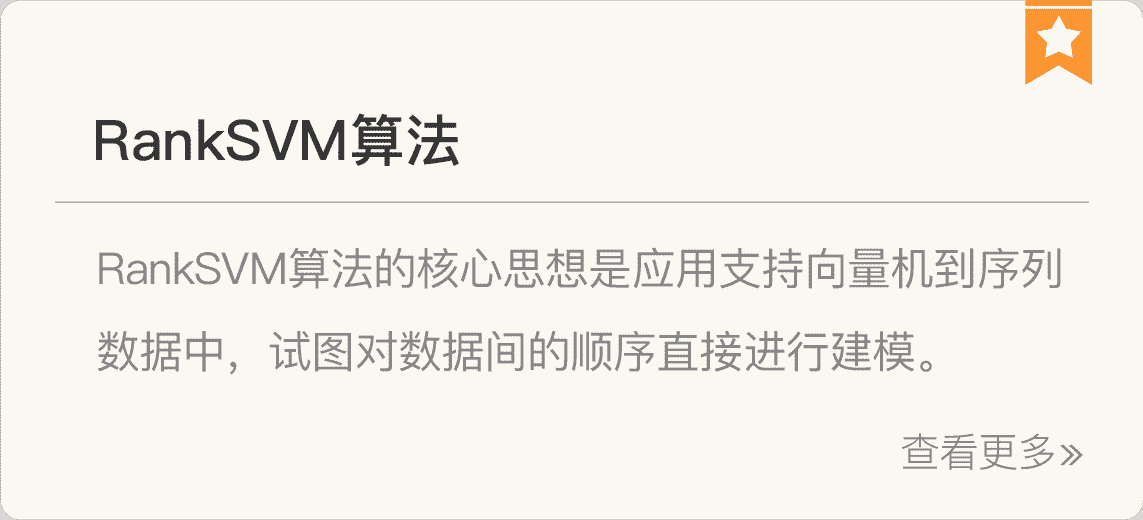 RankSVM算法
RankSVM算法的核心思想是应用支持向量机到序列
数据中，试图对数据间的顺序直接进行建模。
查看更多»